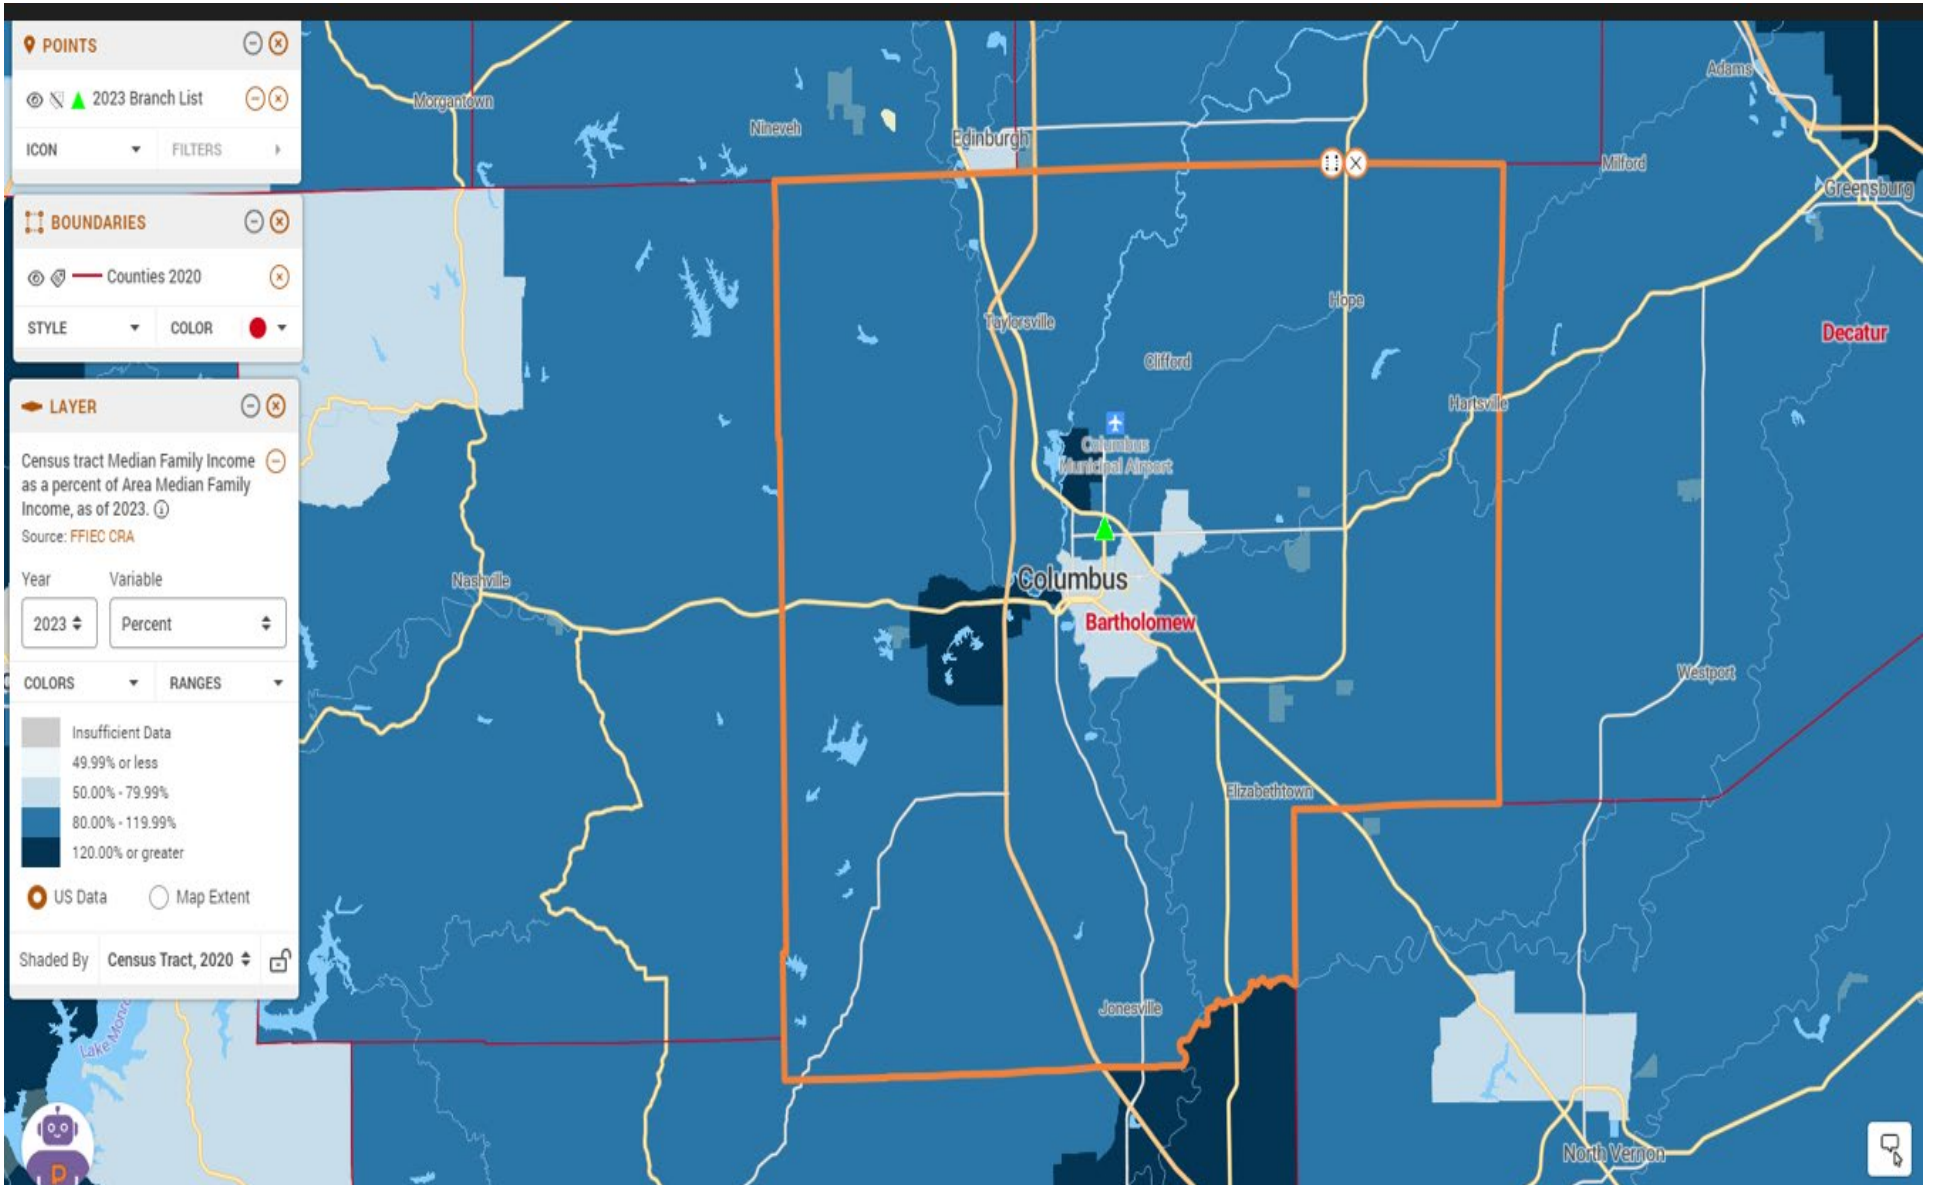 POINTS
2023 Branch List
ICON
FILTERS
BOUNDARIES
Counties 2020
STYLE
COLOR
LAYER
Census tract Median Family Income
as a percent of Area Median Family
Income, as of 2023.
Source: FFIEC CRA
Year
Variable
2023
Percent
COLORS
RANGES
Insufficient Data
49.99% or less
50.00% - 79.99%
80.00% - 119.99%
120.00% or greater
US Data
Map Extent
Shaded By
Census Tract, 2020
Morgantown
Nineveh
Edinburgh
Adams
Milford
Greensburg
Hope
Taylorsville
Decatur
Clifford
Hartsville
Columbus
Municipal Airport
Nashville
Columbus
Bartholomew
Westport
Elizabethtown
Jonesville
North Vernon